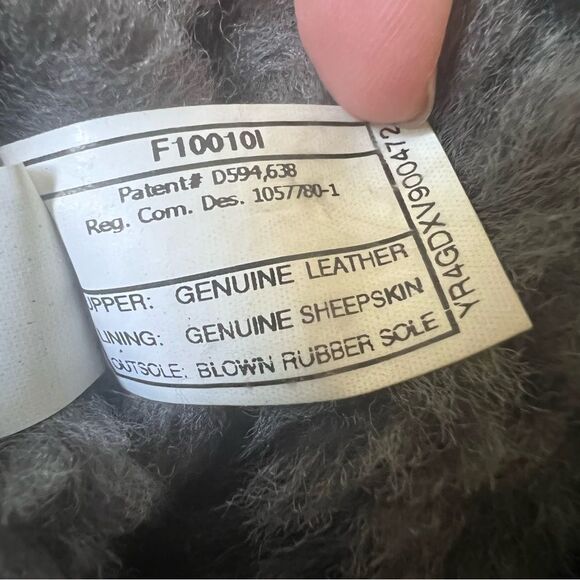 F10010I
Patent# D594,638
Reg. Com. Des. 1057780-1
UPPER: GENUINE LEATHER
LINING: GENUINE SHEEPSKIN
OUTSOLE: BLOWN RUBBER SOLE
YR4GDXV900472